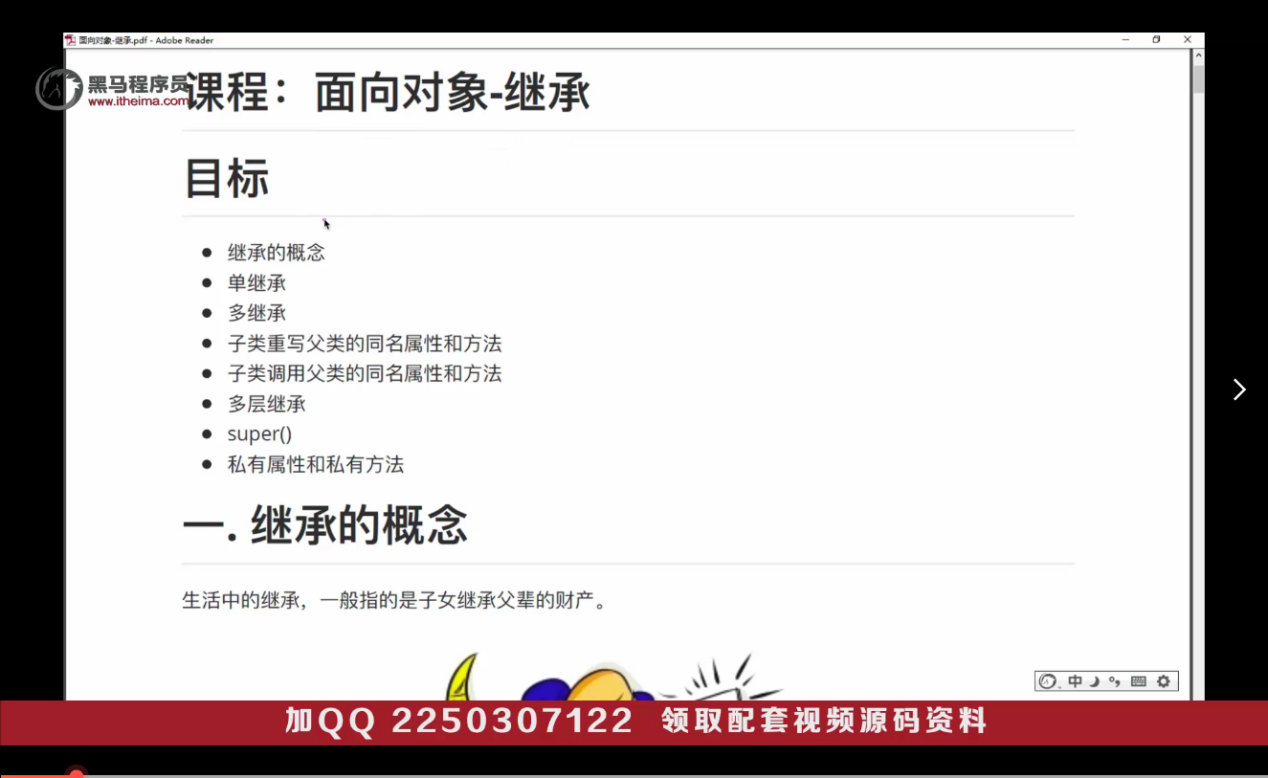 面向对象-继承.pdf - Adobe Reader
黑马程序员
www.itheima.com
课程：面向对象-继承
目标
继承的概念
单继承
多继承
子类重写父类的同名属性和方法
子类调用父类的同名属性和方法
多层继承
super()
私有属性和私有方法
一. 继承的概念
生活中的继承，一般指的是子女继承父辈的财产。
中
加QQ 2250307122 领取配套视频源码资料